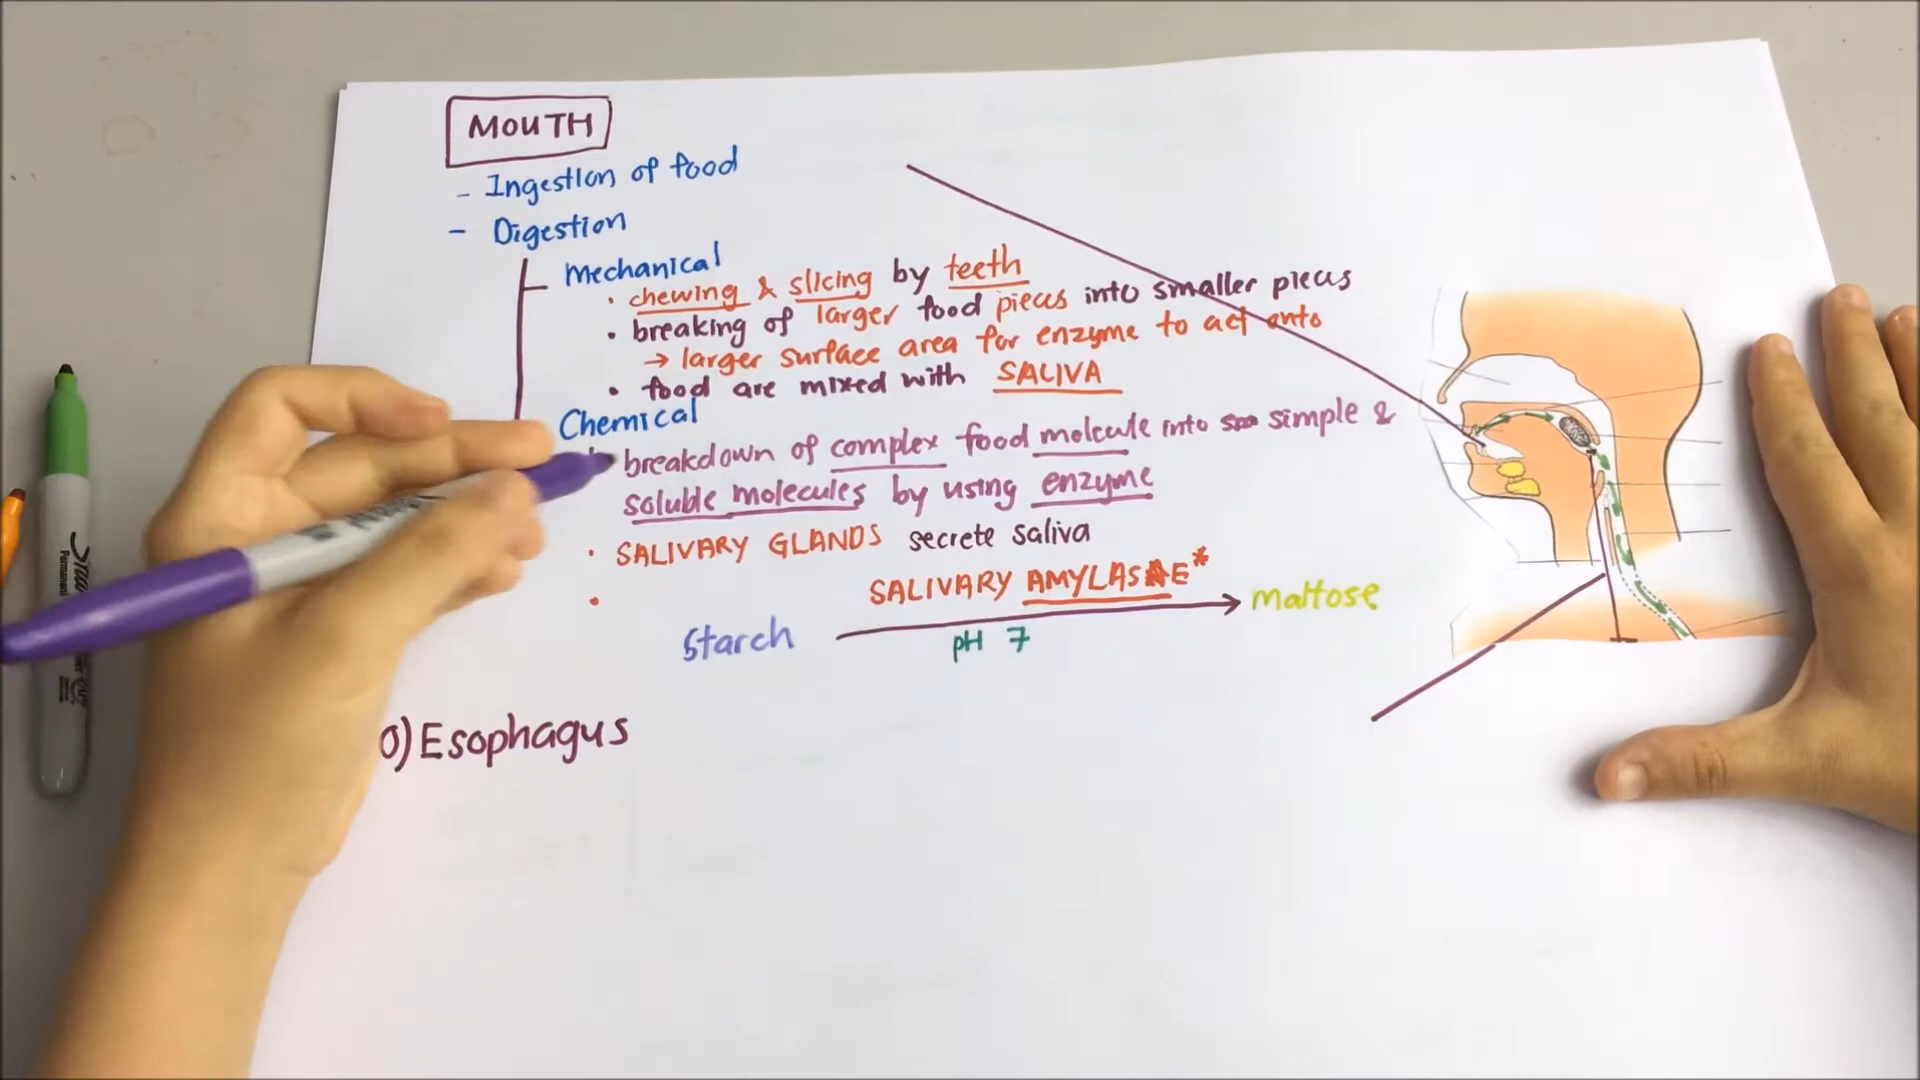 MOUTH
- Ingestion of food
- Digestion
Mechanical
• chewing & slicing by teeth
• breaking of larger food pieces into smaller pieces
→ larger surface area for enzyme to act onto
• food are mixed with SALIVA
Chemical
breakdown of complex food molecule into simple &
soluble molecules by using enzyme
• SALIVARY GLANDS secrete saliva
•
SALIVARY AMYLASE*
Starch → maltose
pH 7
Esophagus